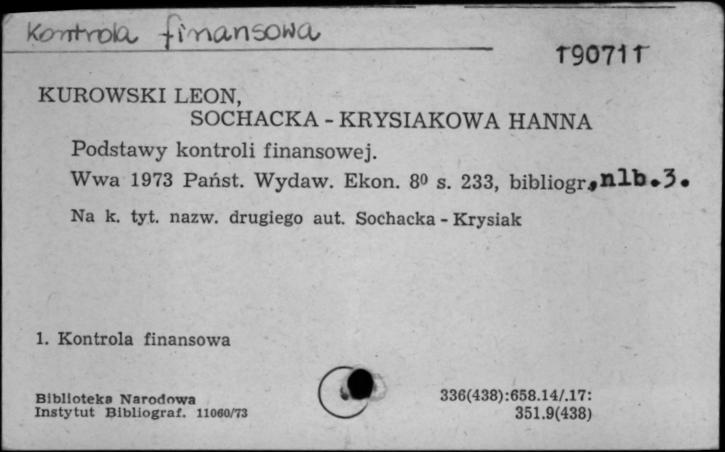 Kontrola finansowa
T90711
KUROWSKI LEON,
SOCHACKA - KRYSIAKOWA HANNA
Podstawy kontroli finansowej.
Wwa 1973 Państ. Wydaw. Ekon. 8⁰ s. 233, bibliogr., nlb.3.
Na k. tyt. nazw. drugiego aut. Sochacka - Krysiak
1. Kontrola finansowa
Biblioteka Narodowa
Instytut Bibliograf. 11060/73
336(438):658.14/.17:
351.9(438)